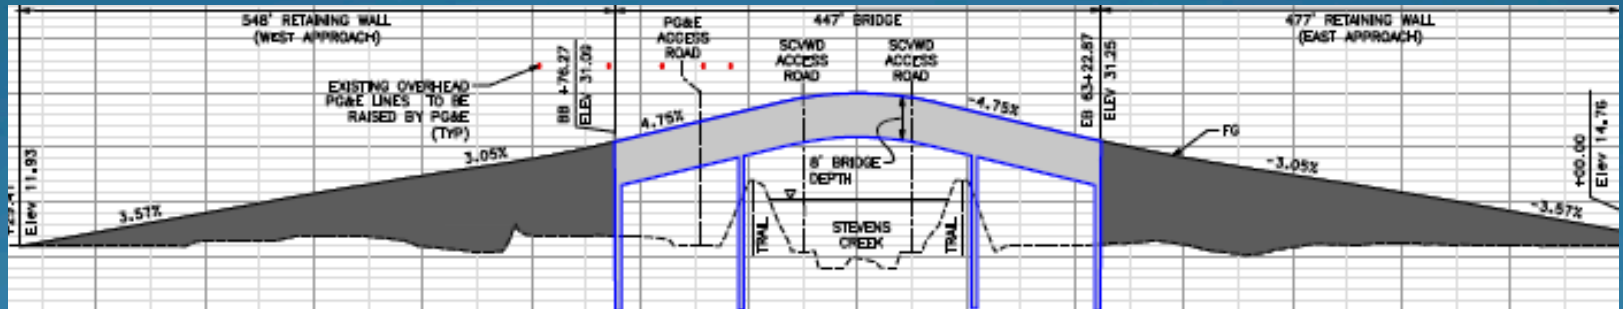 548' RETAINING WALL
(WEST APPROACH)
PG&E
ACCESS
ROAD
447' BRIDGE
SCVWD
ACCESS
ROAD
SCVWD
ACCESS
ROAD
477' RETAINING WALL
(EAST APPROACH)
EXISTING OVERHEAD
PG&E LINES TO BE
RAISED BY PG&E
(TYP)
BB +76.27
ELEV 31.09
EB 63+22.87
ELEV 31.25
4.75%
-4.75%
FG
+00.00
Elev 14.76
Elev 11.93
3.57%
3.05%
8' BRIDGE
DEPTH
-3.05%
-3.57%
TRAIL
STEVENS
CREEK
TRAIL